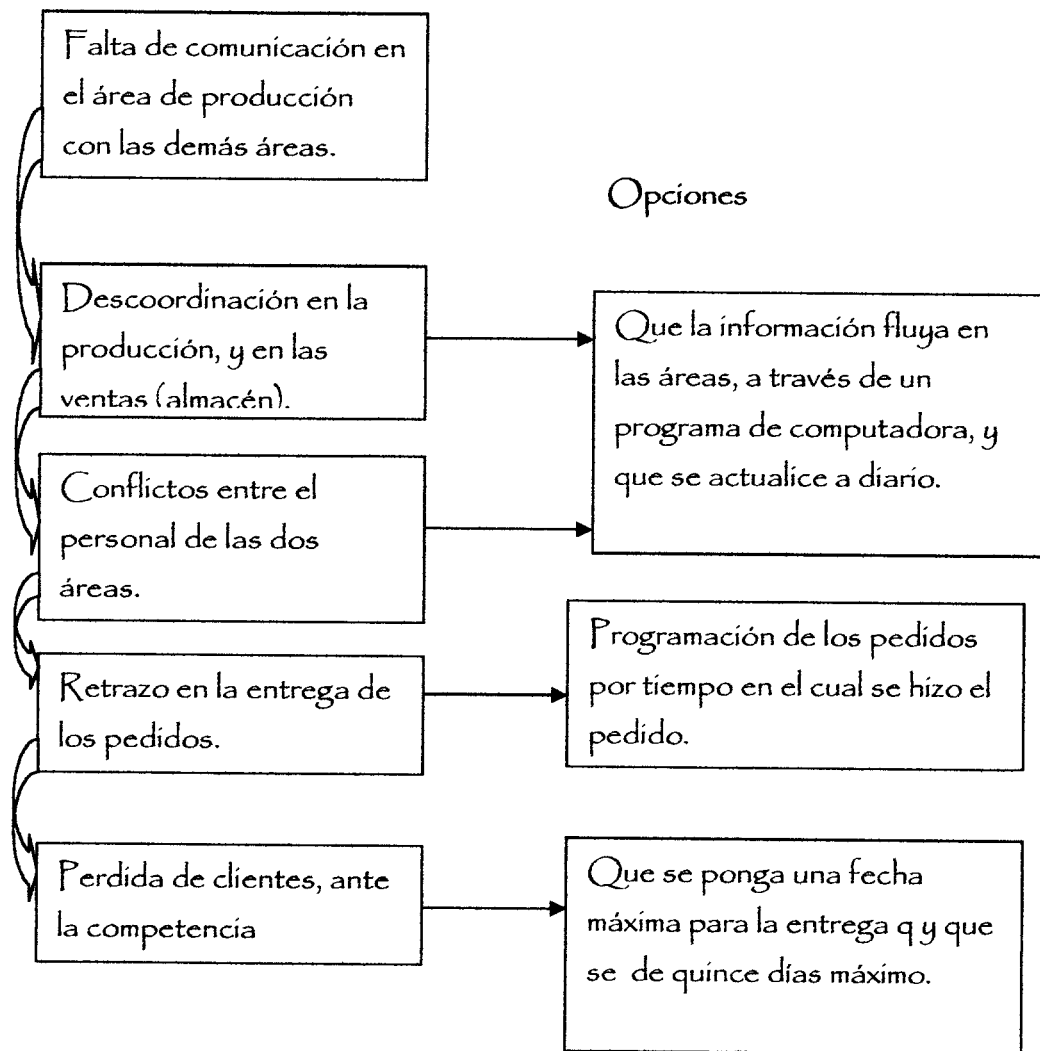 Falta de comunicación en
el área de producción
con las demás áreas.
Opciones
Descoordinación en la
producción, y en las
ventas (almacén).
Que la información fluya en
las áreas, a través de un
programa de computadora, y
que se actualice a diario.
Conflictos entre el
personal de las dos
áreas.
Retrazo en la entrega de
los pedidos.
Programación de los pedidos
por tiempo en el cual se hizo el
pedido.
Perdida de clientes, ante
la competencia
Que se ponga una fecha
máxima para la entrega q y que
se de quince días máximo.